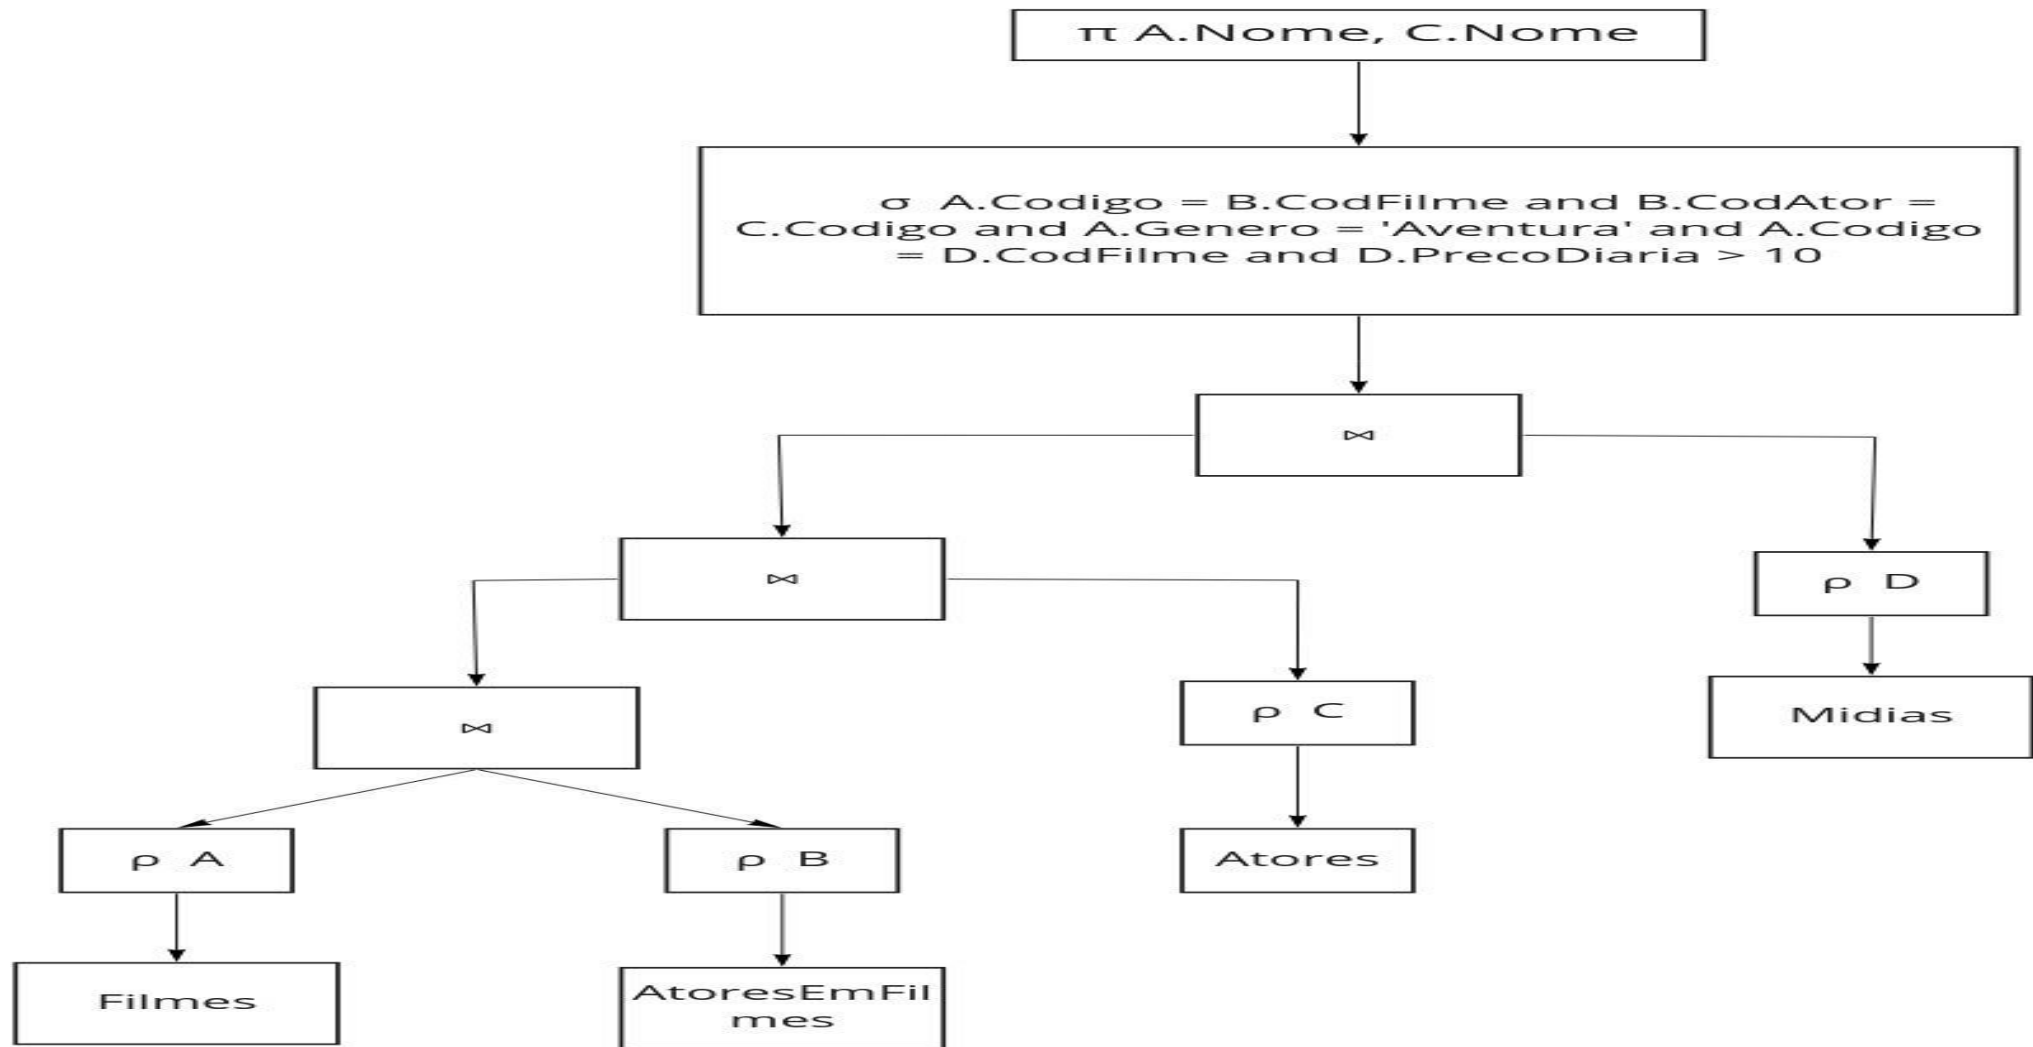 π A.Nome, C.Nome
σ A.Codigo = B.CodFilme and B.CodAtor =
C.Codigo and A.Genero = 'Aventura' and A.Codigo
= D.CodFilme and D.PrecoDiaria > 10
⋈
⋈
ρ D
⋈
ρ C
Midias
ρ A
ρ B
Atores
Filmes
AtoresEmFil
mes